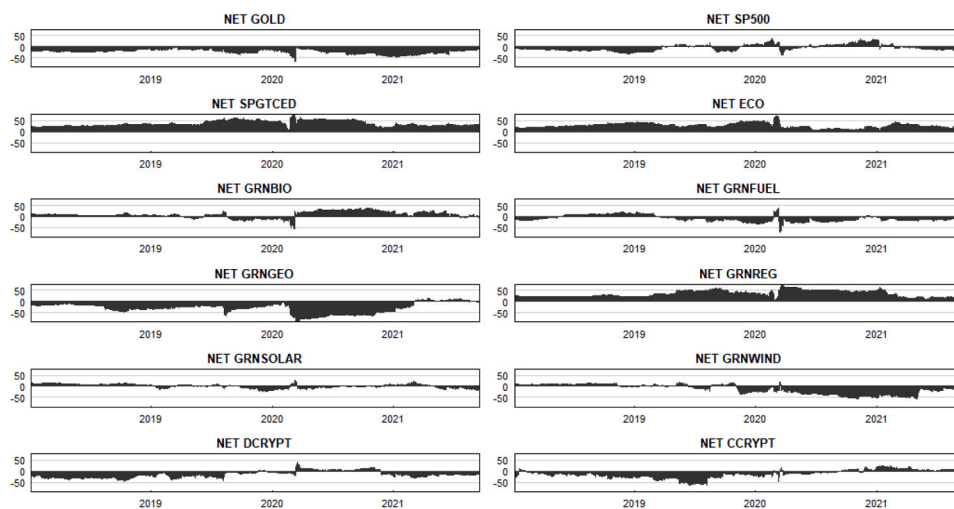 NET GOLD
50
0
-50
2019 2020 2021
NET SP500
50
0
-50
2019 2020 2021
NET SPGTCED
50
0
-50
2019 2020 2021
NET ECO
50
0
-50
2019 2020 2021
NET GRNBIO
50
0
-50
2019 2020 2021
NET GRNFUEL
50
0
-50
2019 2020 2021
NET GRNGEO
50
0
-50
2019 2020 2021
NET GRNREG
50
0
-50
2019 2020 2021
NET GRNSOLAR
50
0
-50
2019 2020 2021
NET GRNWIND
50
0
-50
2019 2020 2021
NET DCRYPT
50
0
-50
2019 2020 2021
NET CCRYPT
50
0
-50
2019 2020 2021